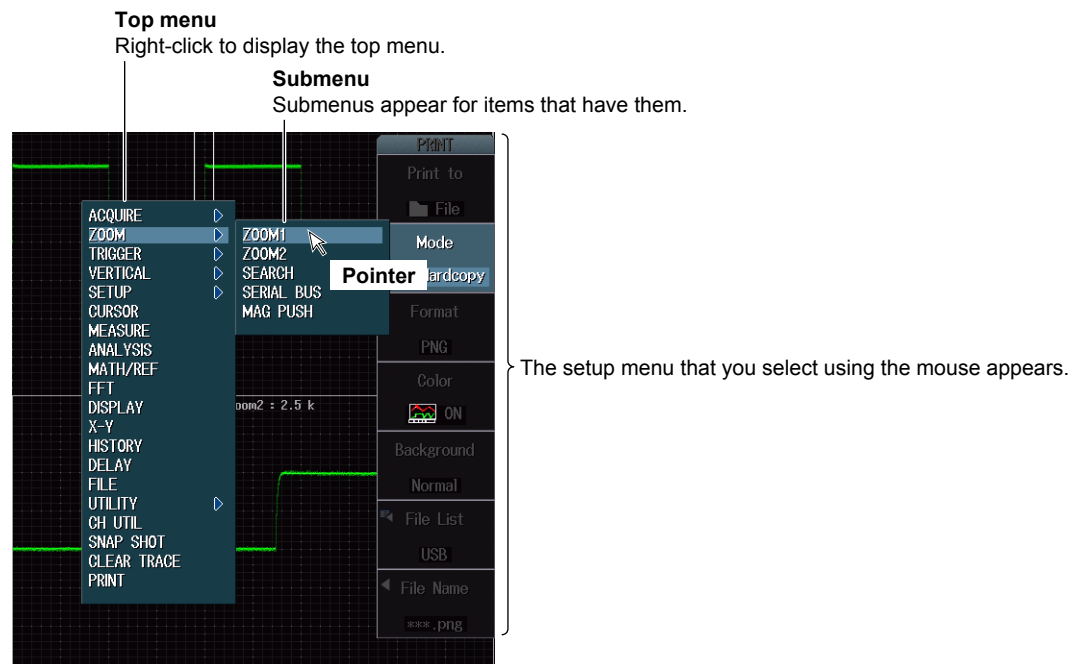 Top menu
Right-click to display the top menu.
Submenu
Submenus appear for items that have them.
PRINT
Print to
File
Mode
ardcopy
Format
PNG
Color
ON
Background
Normal
File List
USB
File Name
***.png
ACQUIRE
ZOOM
TRIGGER
VERTICAL
SETUP
CURSOR
MEASURE
ANALYSIS
MATH/REF
FFT
DISPLAY
X-Y
HISTORY
DELAY
FILE
UTILITY
CH UTIL
SNAP SHOT
CLEAR TRACE
PRINT
ZOOM1
ZOOM2
SEARCH
SERIAL BUS
MAG PUSH
Pointer
oom2 : 2.5 k
The setup menu that you select using the mouse appears.